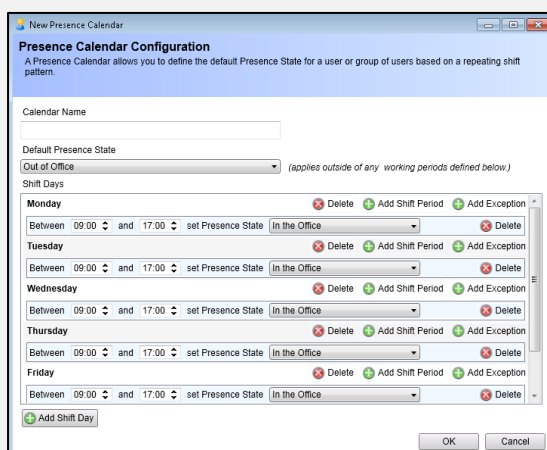 New Presence Calendar
Presence Calendar Configuration
A Presence Calendar allows you to define the default Presence State for a user or group of users based on a repeating shift
pattern.
Calendar Name
Default Presence State
Out of Office (applies outside of any working periods defined below.)
Shift Days
Monday Delete Add Shift Period Add Exception
Between 09:00 and 17:00 set Presence State In the Office Delete
Tuesday Delete Add Shift Period Add Exception
Between 09:00 and 17:00 set Presence State In the Office Delete
Wednesday Delete Add Shift Period Add Exception
Between 09:00 and 17:00 set Presence State In the Office Delete
Thursday Delete Add Shift Period Add Exception
Between 09:00 and 17:00 set Presence State In the Office Delete
Friday Delete Add Shift Period Add Exception
Between 09:00 and 17:00 set Presence State In the Office Delete
Add Shift Day
OK Cancel